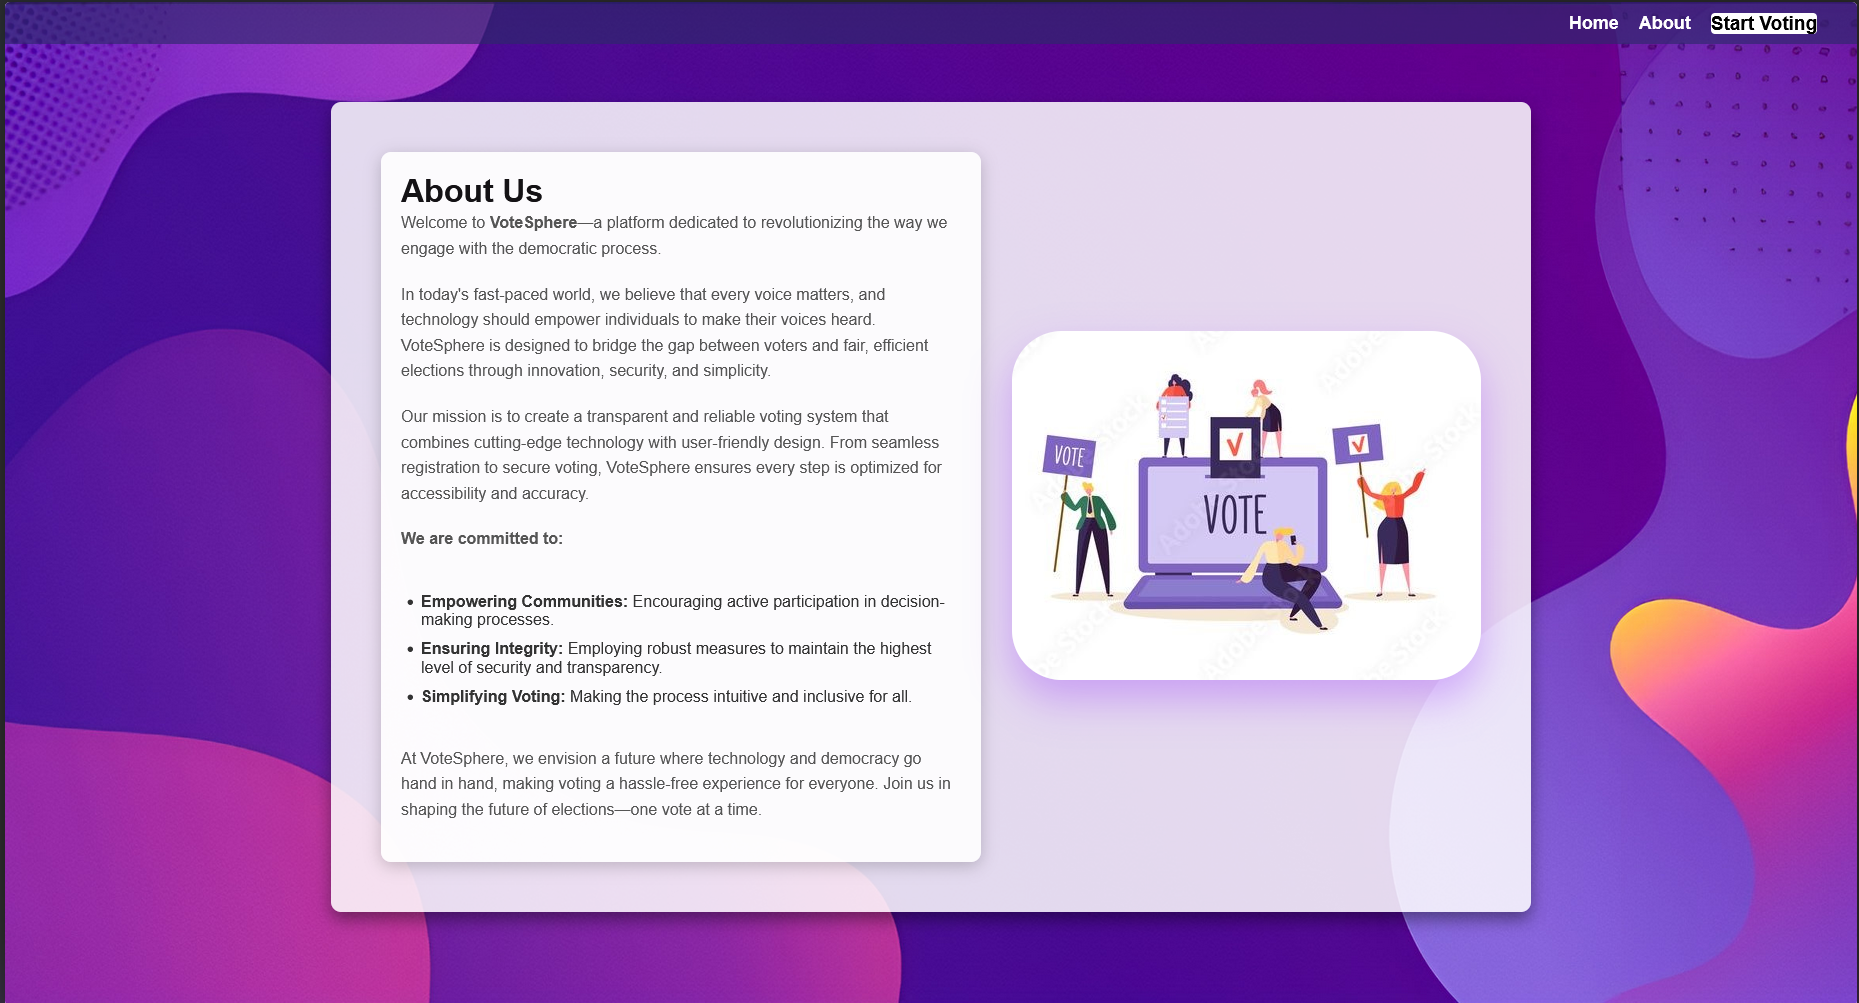 Home About Start Voting
About Us
Welcome to VoteSphere—a platform dedicated to revolutionizing the way we
engage with the democratic process.
In today's fast-paced world, we believe that every voice matters, and
technology should empower individuals to make their voices heard.
VoteSphere is designed to bridge the gap between voters and fair, efficient
elections through innovation, security, and simplicity.
Our mission is to create a transparent and reliable voting system that
combines cutting-edge technology with user-friendly design. From seamless
registration to secure voting, VoteSphere ensures every step is optimized for
accessibility and accuracy.
We are committed to:
• Empowering Communities: Encouraging active participation in decision-
making processes.
• Ensuring Integrity: Employing robust measures to maintain the highest
level of security and transparency.
• Simplifying Voting: Making the process intuitive and inclusive for all.
At VoteSphere, we envision a future where technology and democracy go
hand in hand, making voting a hassle-free experience for everyone. Join us in
shaping the future of elections—one vote at a time.
VOTE
VOTE
Adobe Stock